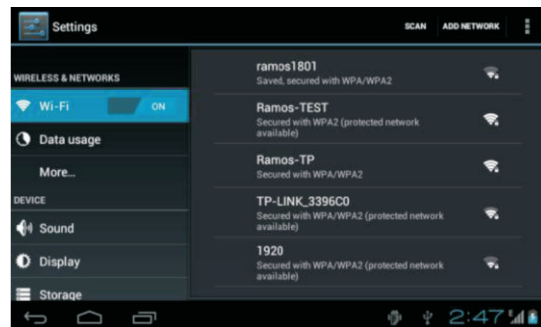 Settings
SCAN
ADD NETWORK
WIRELESS & NETWORKS
Wi-Fi
ON
Data usage
More...
DEVICE
Sound
Display
Storage
ramos1801
Saved, secured with WPA/WPA2
Ramos-TEST
Secured with WPA2 (protected network
available)
Ramos-TP
Secured with WPA/WPA2
TP-LINK_3396C0
Secured with WPA/WPA2 (protected network
available)
1920
Secured with WPA/WPA2 (protected network
available)
2:47